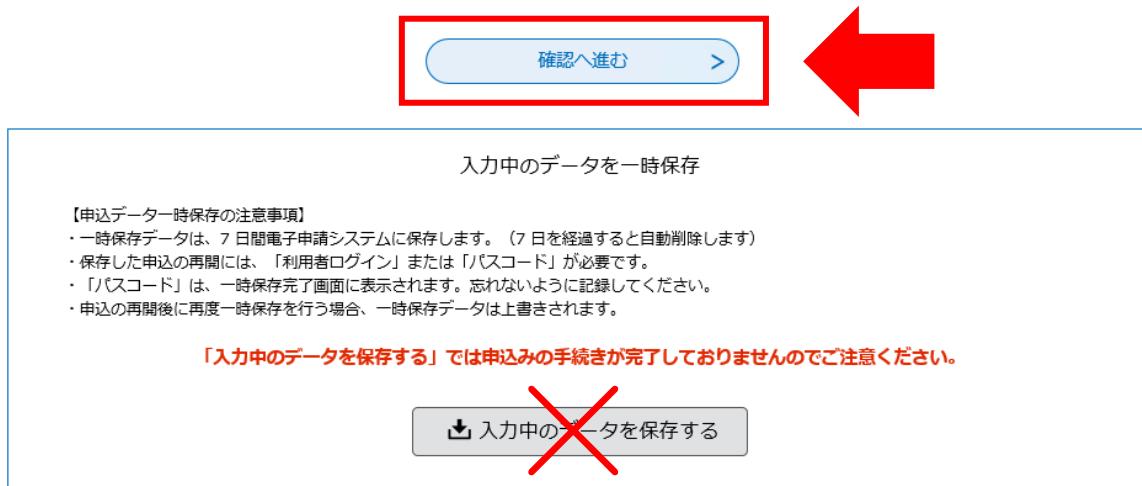 確認へ進む >
入力中のデータを一時保存
【申込データ一時保存の注意事項】
・一時保存データは、7 日間電子申請システムに保存します。（7 日を経過すると自動削除します）
・保存した申込の再開には、「利用者ログイン」または「パスコード」が必要です。
・「パスコード」は、一時保存完了画面に表示されます。忘れないように記録してください。
・申込の再開後に再度一時保存を行う場合、一時保存データは上書きされます。
「入力中のデータを保存する」では申込みの手続きが完了しておりませんのでご注意ください。
入力中のデータを保存する